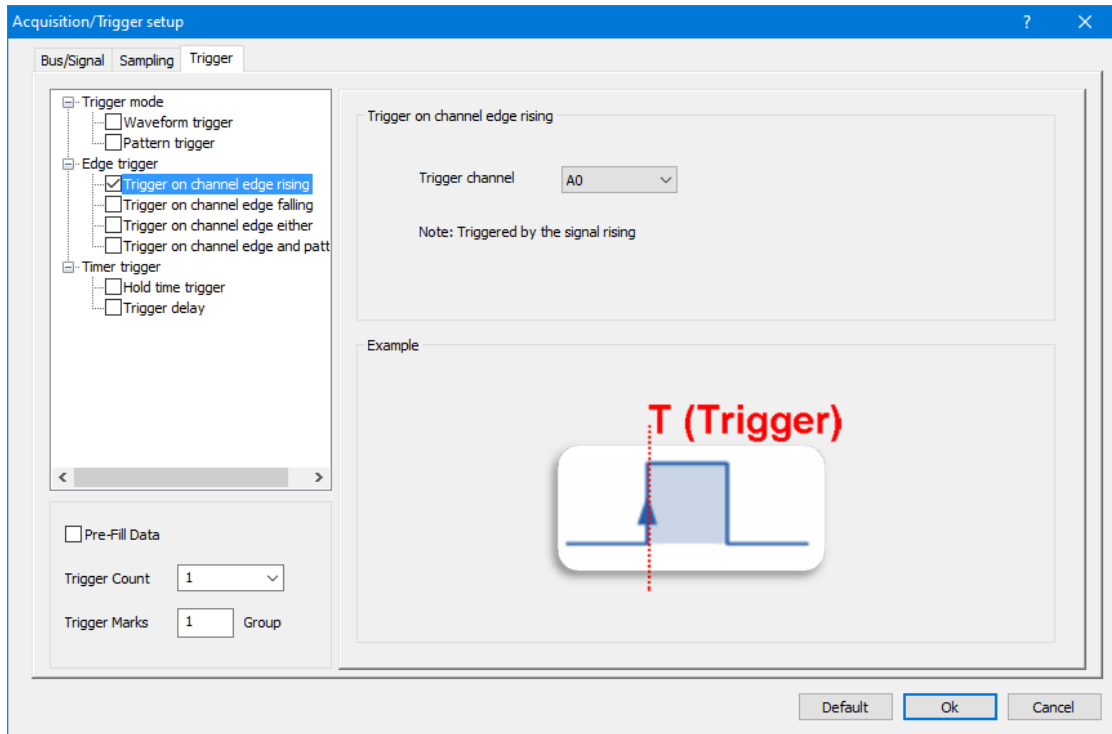 Acquisition/Trigger setup
?
Bus/Signal Sampling Trigger
Trigger mode
Waveform trigger
Pattern trigger
Edge trigger
Trigger on channel edge rising
Trigger on channel edge falling
Trigger on channel edge either
Trigger on channel edge and patt
Timer trigger
Hold time trigger
Trigger delay
Pre-Fill Data
Trigger Count 1
Trigger Marks 1 Group
Trigger on channel edge rising
Trigger channel A0
Note: Triggered by the signal rising
Example
T (Trigger)
Default Ok Cancel